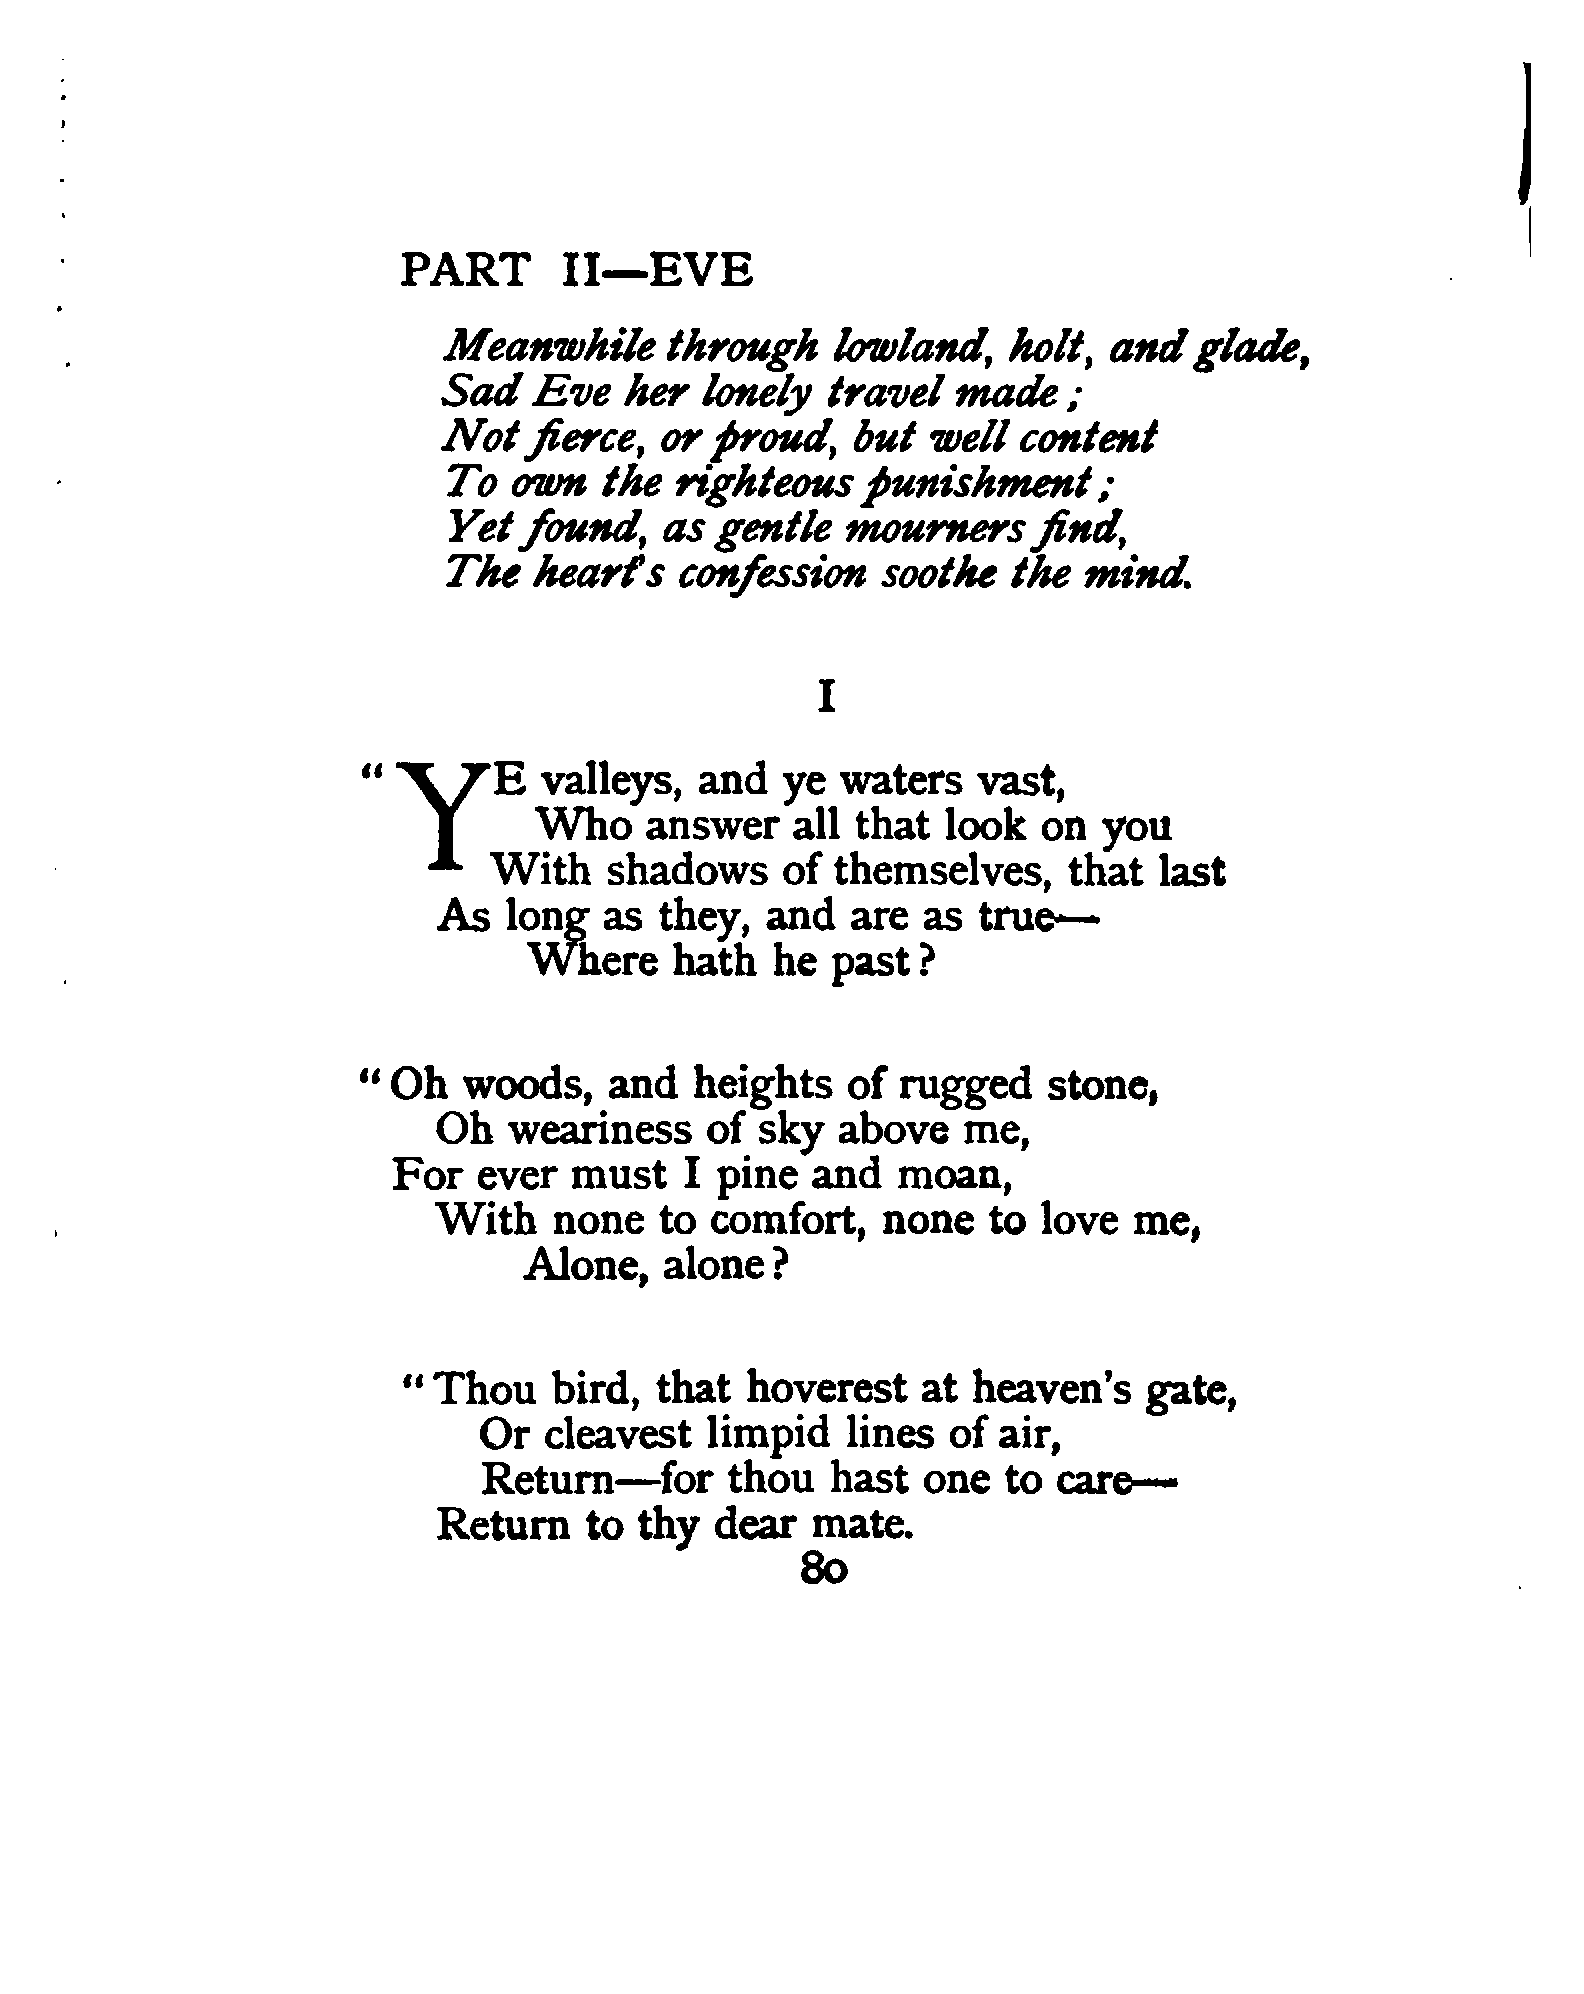 PART II—EVE
Meanwhile through lowland, holt, and glade,
Sad Eve her lonely travel made;
Not fierce, or proud, but well content
To own the righteous punishment;
Yet found, as gentle mourners find,
The heart's confession soothe the mind.
I
"YE valleys, and ye waters vast,
Who answer all that look on you
With shadows of themselves, that last
As long as they, and are as true—
Where hath he past?
"Oh woods, and heights of rugged stone,
Oh weariness of sky above me,
For ever must I pine and moan,
With none to comfort, none to love me,
Alone, alone?
"Thou bird, that hoverest at heaven's gate,
Or cleavest limpid lines of air,
Return—for thou hast one to care—
Return to thy dear mate.
80